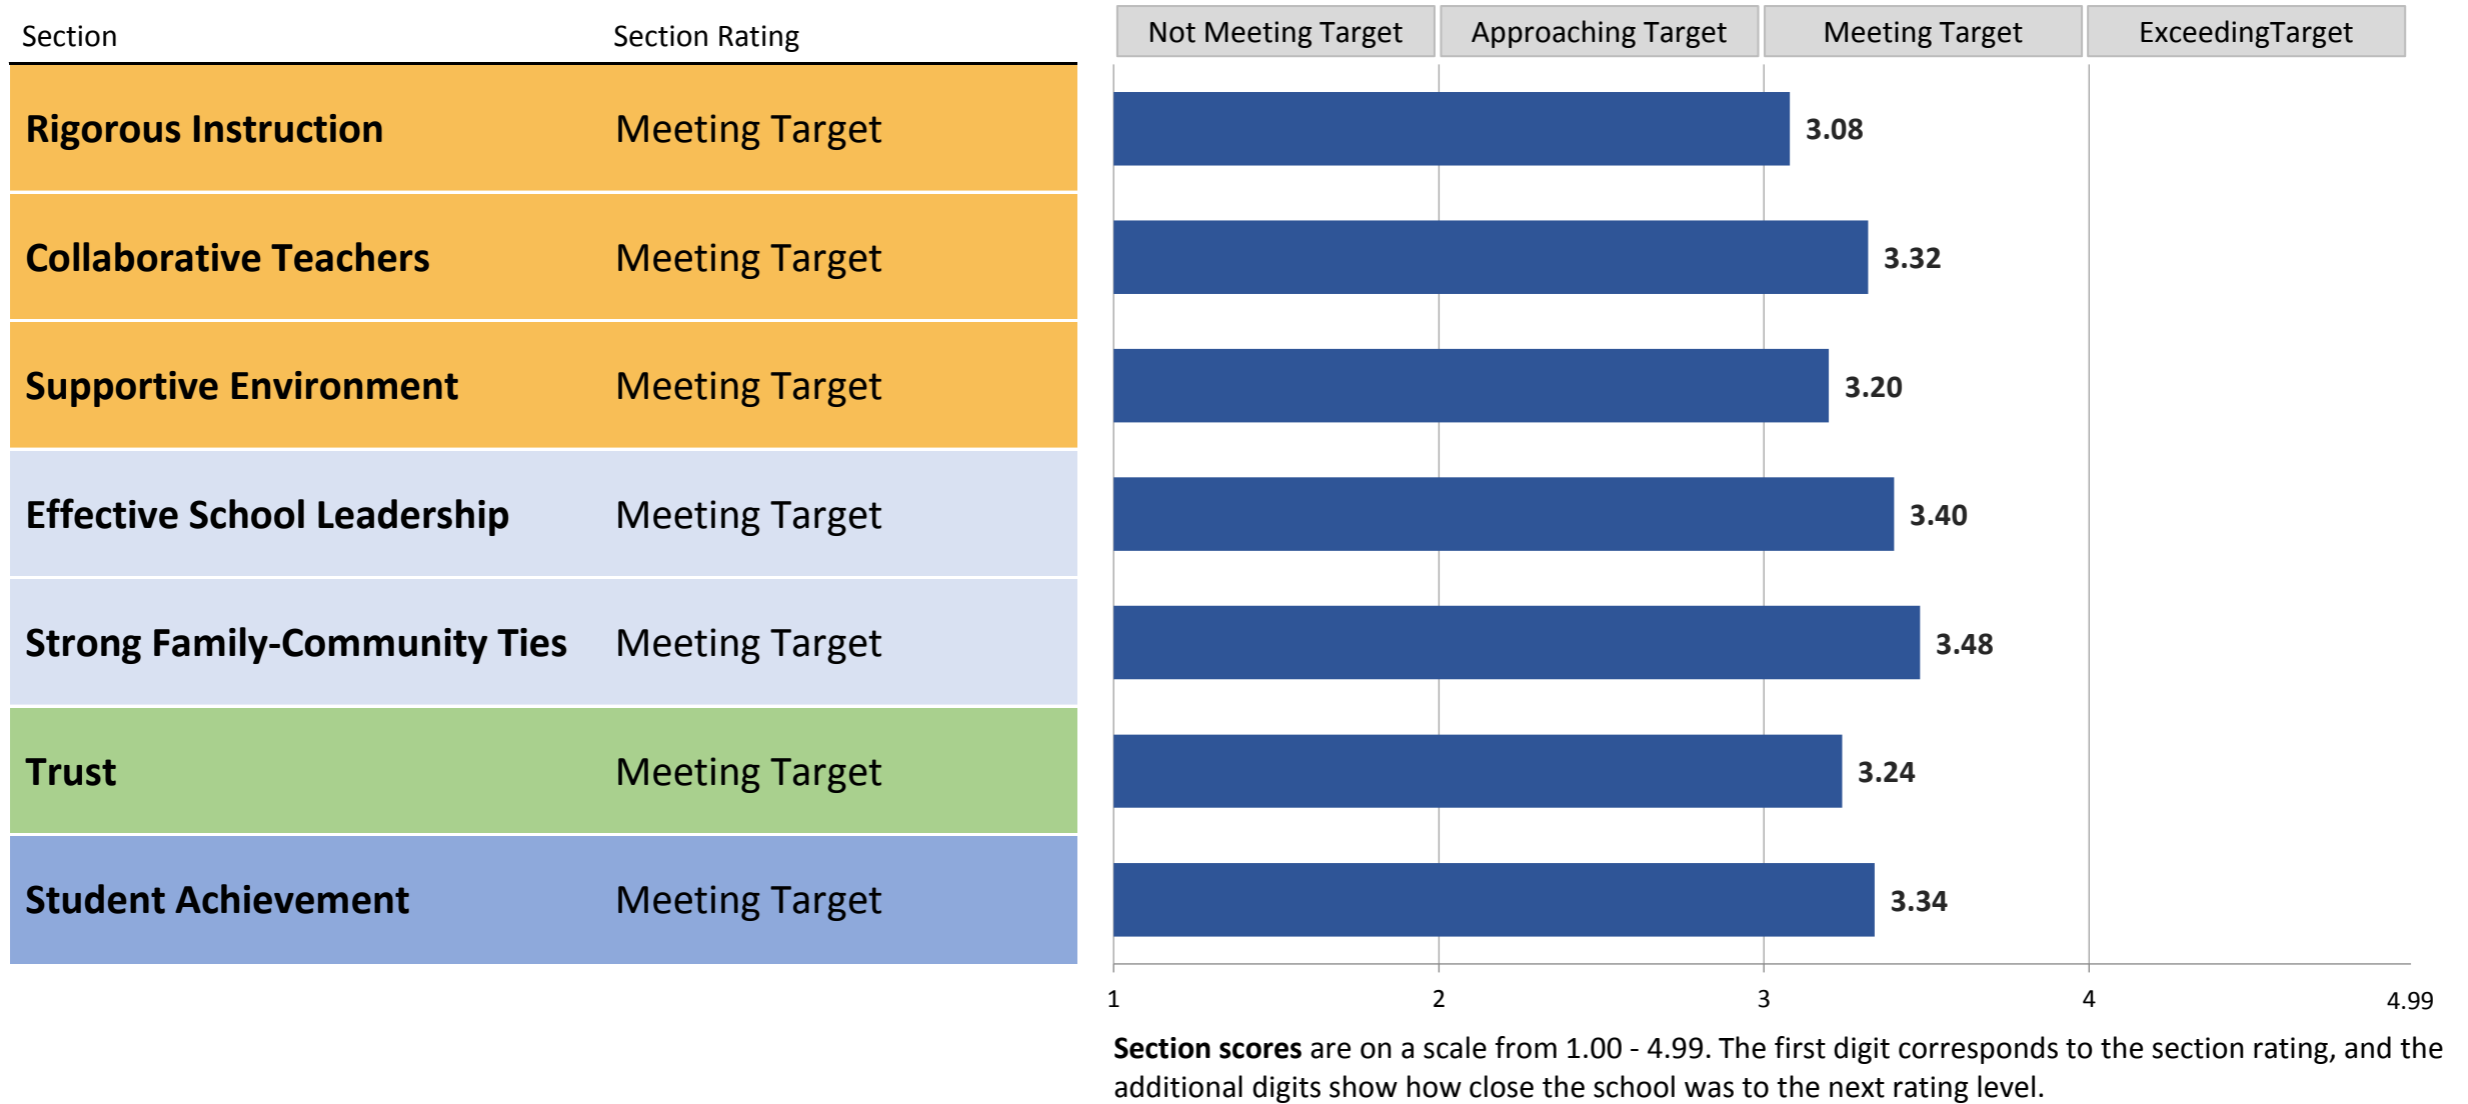 Section Section Rating Not Meeting Target Approaching Target Meeting Target ExceedingTarget
Rigorous Instruction Meeting Target 3.08
Collaborative Teachers Meeting Target 3.32
Supportive Environment Meeting Target 3.20
Effective School Leadership Meeting Target 3.40
Strong Family-Community Ties Meeting Target 3.48
Trust Meeting Target 3.24
Student Achievement Meeting Target 3.34
1 2 3 4 4.99
Section scores are on a scale from 1.00 - 4.99. The first digit corresponds to the section rating, and the
additional digits show how close the school was to the next rating level.